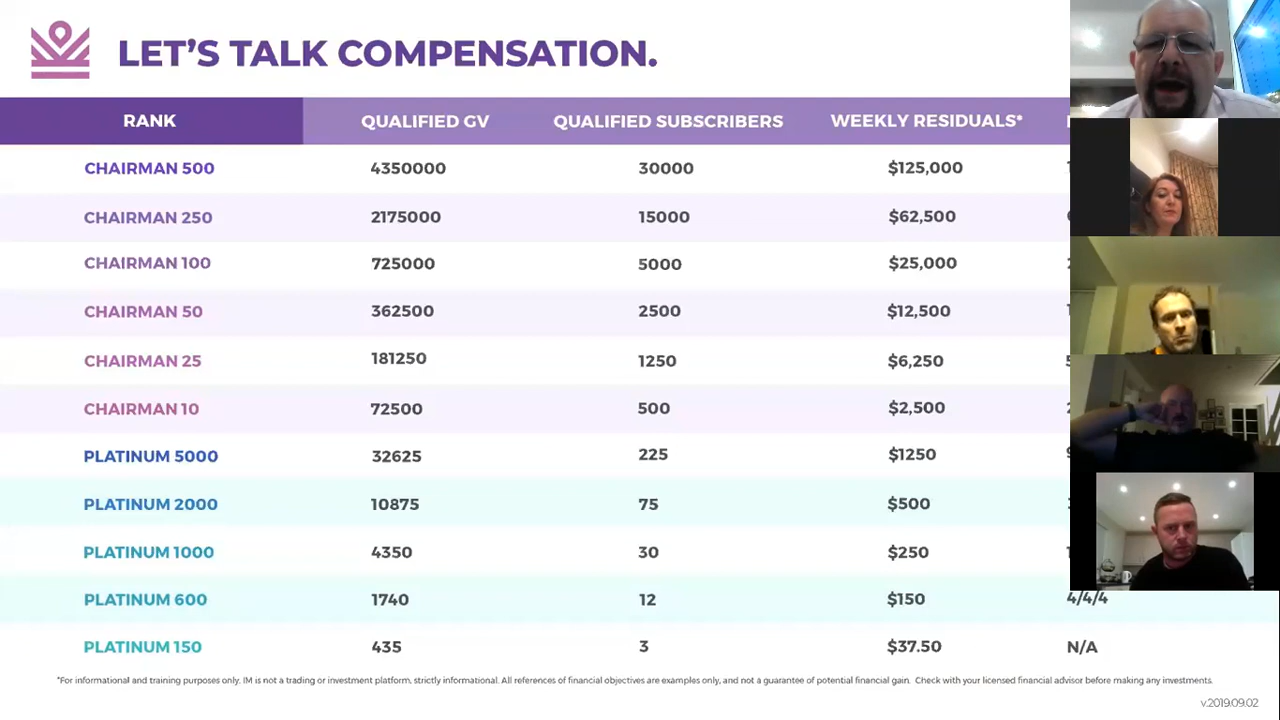 LET'S TALK COMPENSATION.
RANK QUALIFIED GV QUALIFIED SUBSCRIBERS WEEKLY RESIDUALS*
CHAIRMAN 500 4350000 30000 $125,000
CHAIRMAN 250 2175000 15000 $62,500
CHAIRMAN 100 725000 5000 $25,000
CHAIRMAN 50 362500 2500 $12,500
CHAIRMAN 25 181250 1250 $6,250
CHAIRMAN 10 72500 500 $2,500
PLATINUM 5000 32625 225 $1250
PLATINUM 2000 10875 75 $500
PLATINUM 1000 4350 30 $250
PLATINUM 600 1740 12 $150 4/4/4
PLATINUM 150 435 3 $37.50 N/A
*For informational and training purposes only. IM is not a trading or investment platform, strictly informational. All references of financial objectives are examples only, and not a guarantee of potential financial gain. Check with your licensed financial advisor before making any investments.
v.2019.09.02